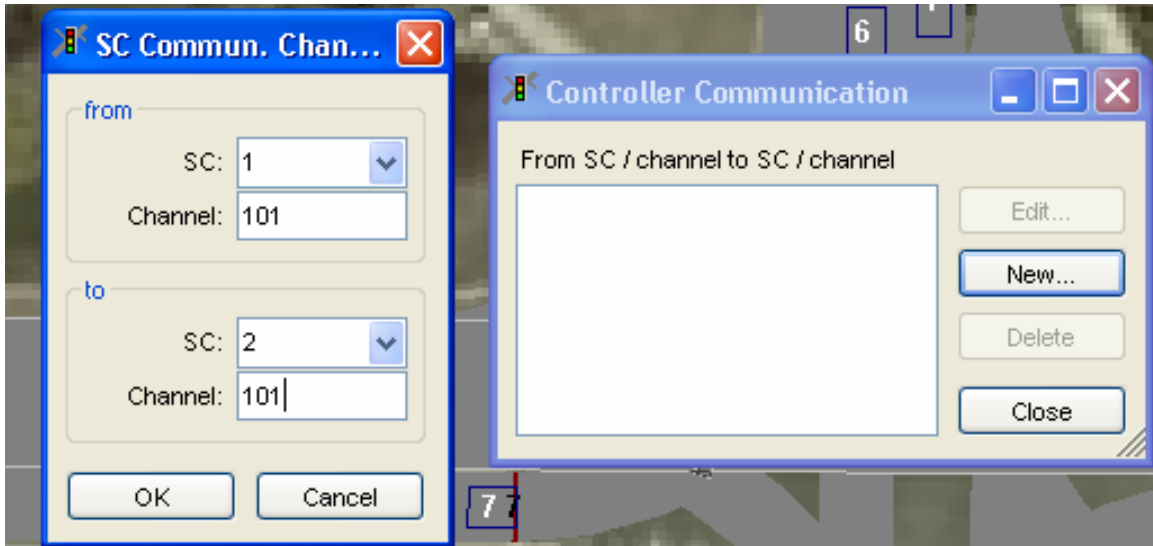 SC Commun. Chan...
from
SC: 1
Channel: 101
to
SC: 2
Channel: 101
OK
Cancel
Controller Communication
From SC / channel to SC / channel
Edit...
New...
Delete
Close
6
7 7